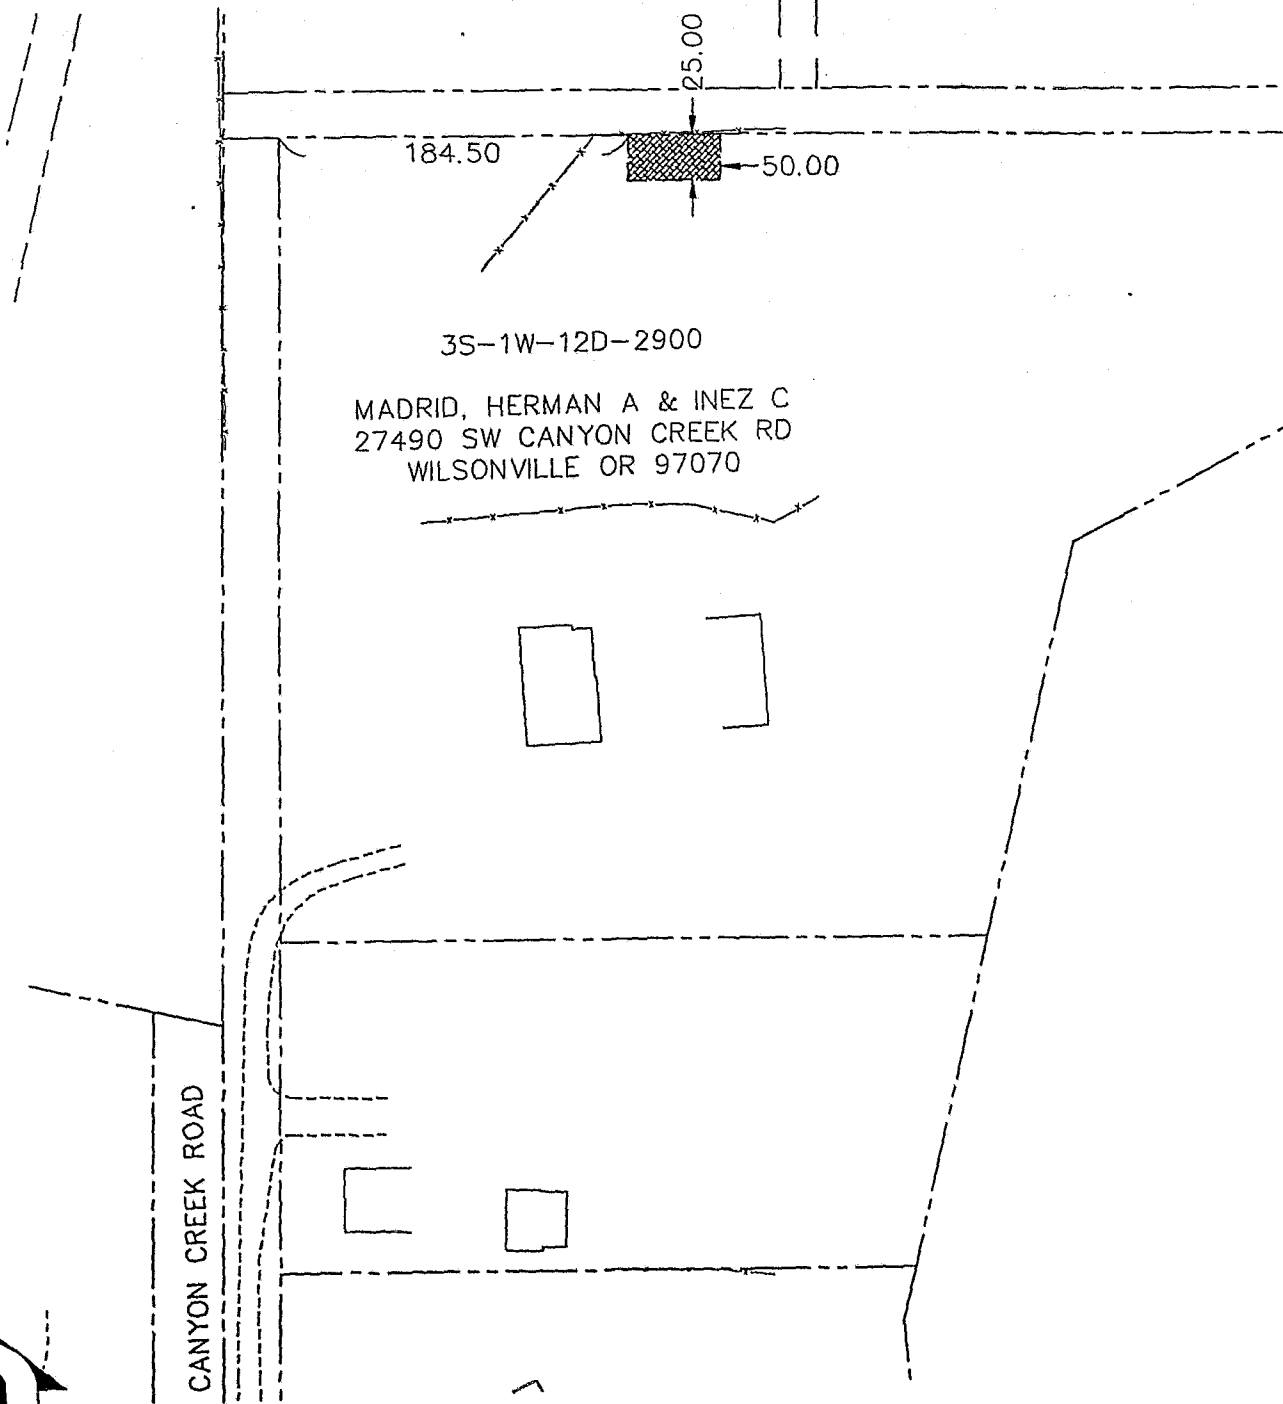 25.00
184.50
50.00
3S-1W-12D-2900
MADRID, HERMAN A & INEZ C
27490 SW CANYON CREEK RD
WILSONVILLE OR 97070
CANYON CREEK ROAD